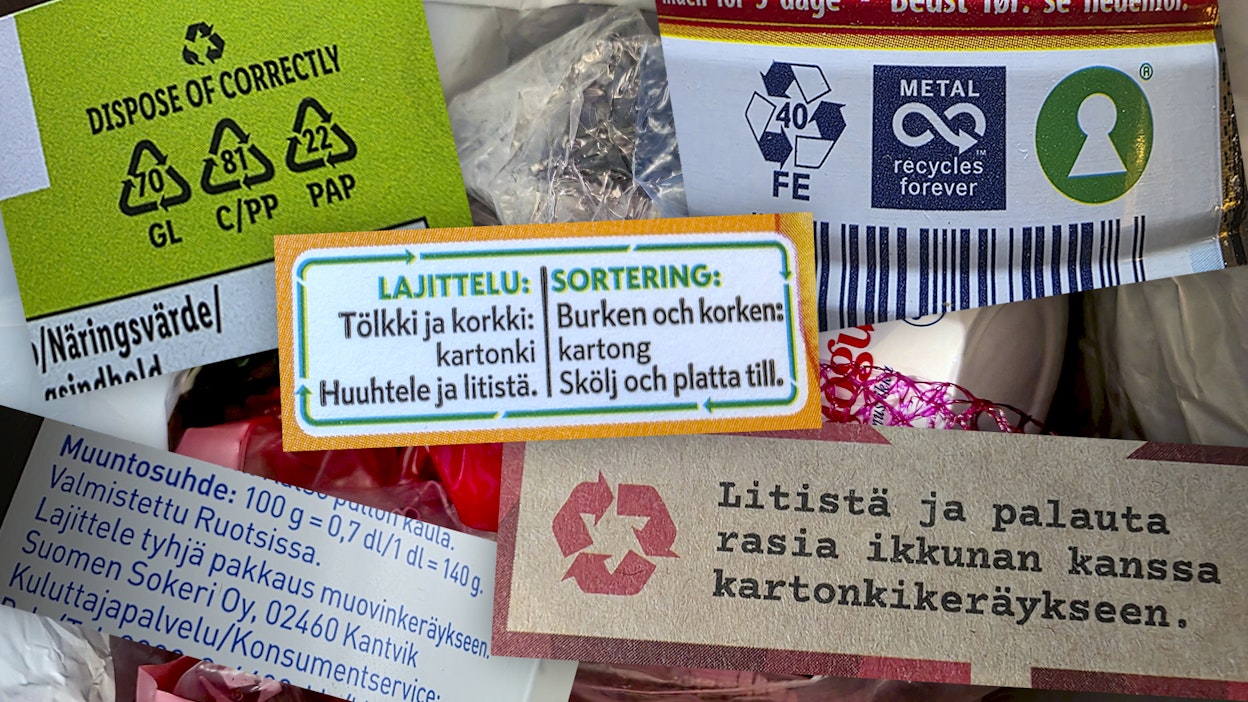 DISPOSE OF CORRECTLY
70
GL
81
C/PP
22
PAP
/Näringsvärde/
LAJITTELU:
Tölkki ja korkki:
kartonki
Huuhtele ja litistä.
SORTERING:
Burken och korken:
kartong
Skölj och platta till.
40
FE
METAL
recycles
forever
®
Muuntosuhde: 100 g = 0,7 dl/1 dl = 140 g.
Valmistettu Ruotsissa.
Lajittele tyhjä pakkaus muovinkeräykseen.
Suomen Sokeri Oy, 02460 Kantvik
Kuluttajapalvelu/Konsumentservice:
Litistä ja palauta
rasia ikkunan kanssa
kartonkikeräykseen.